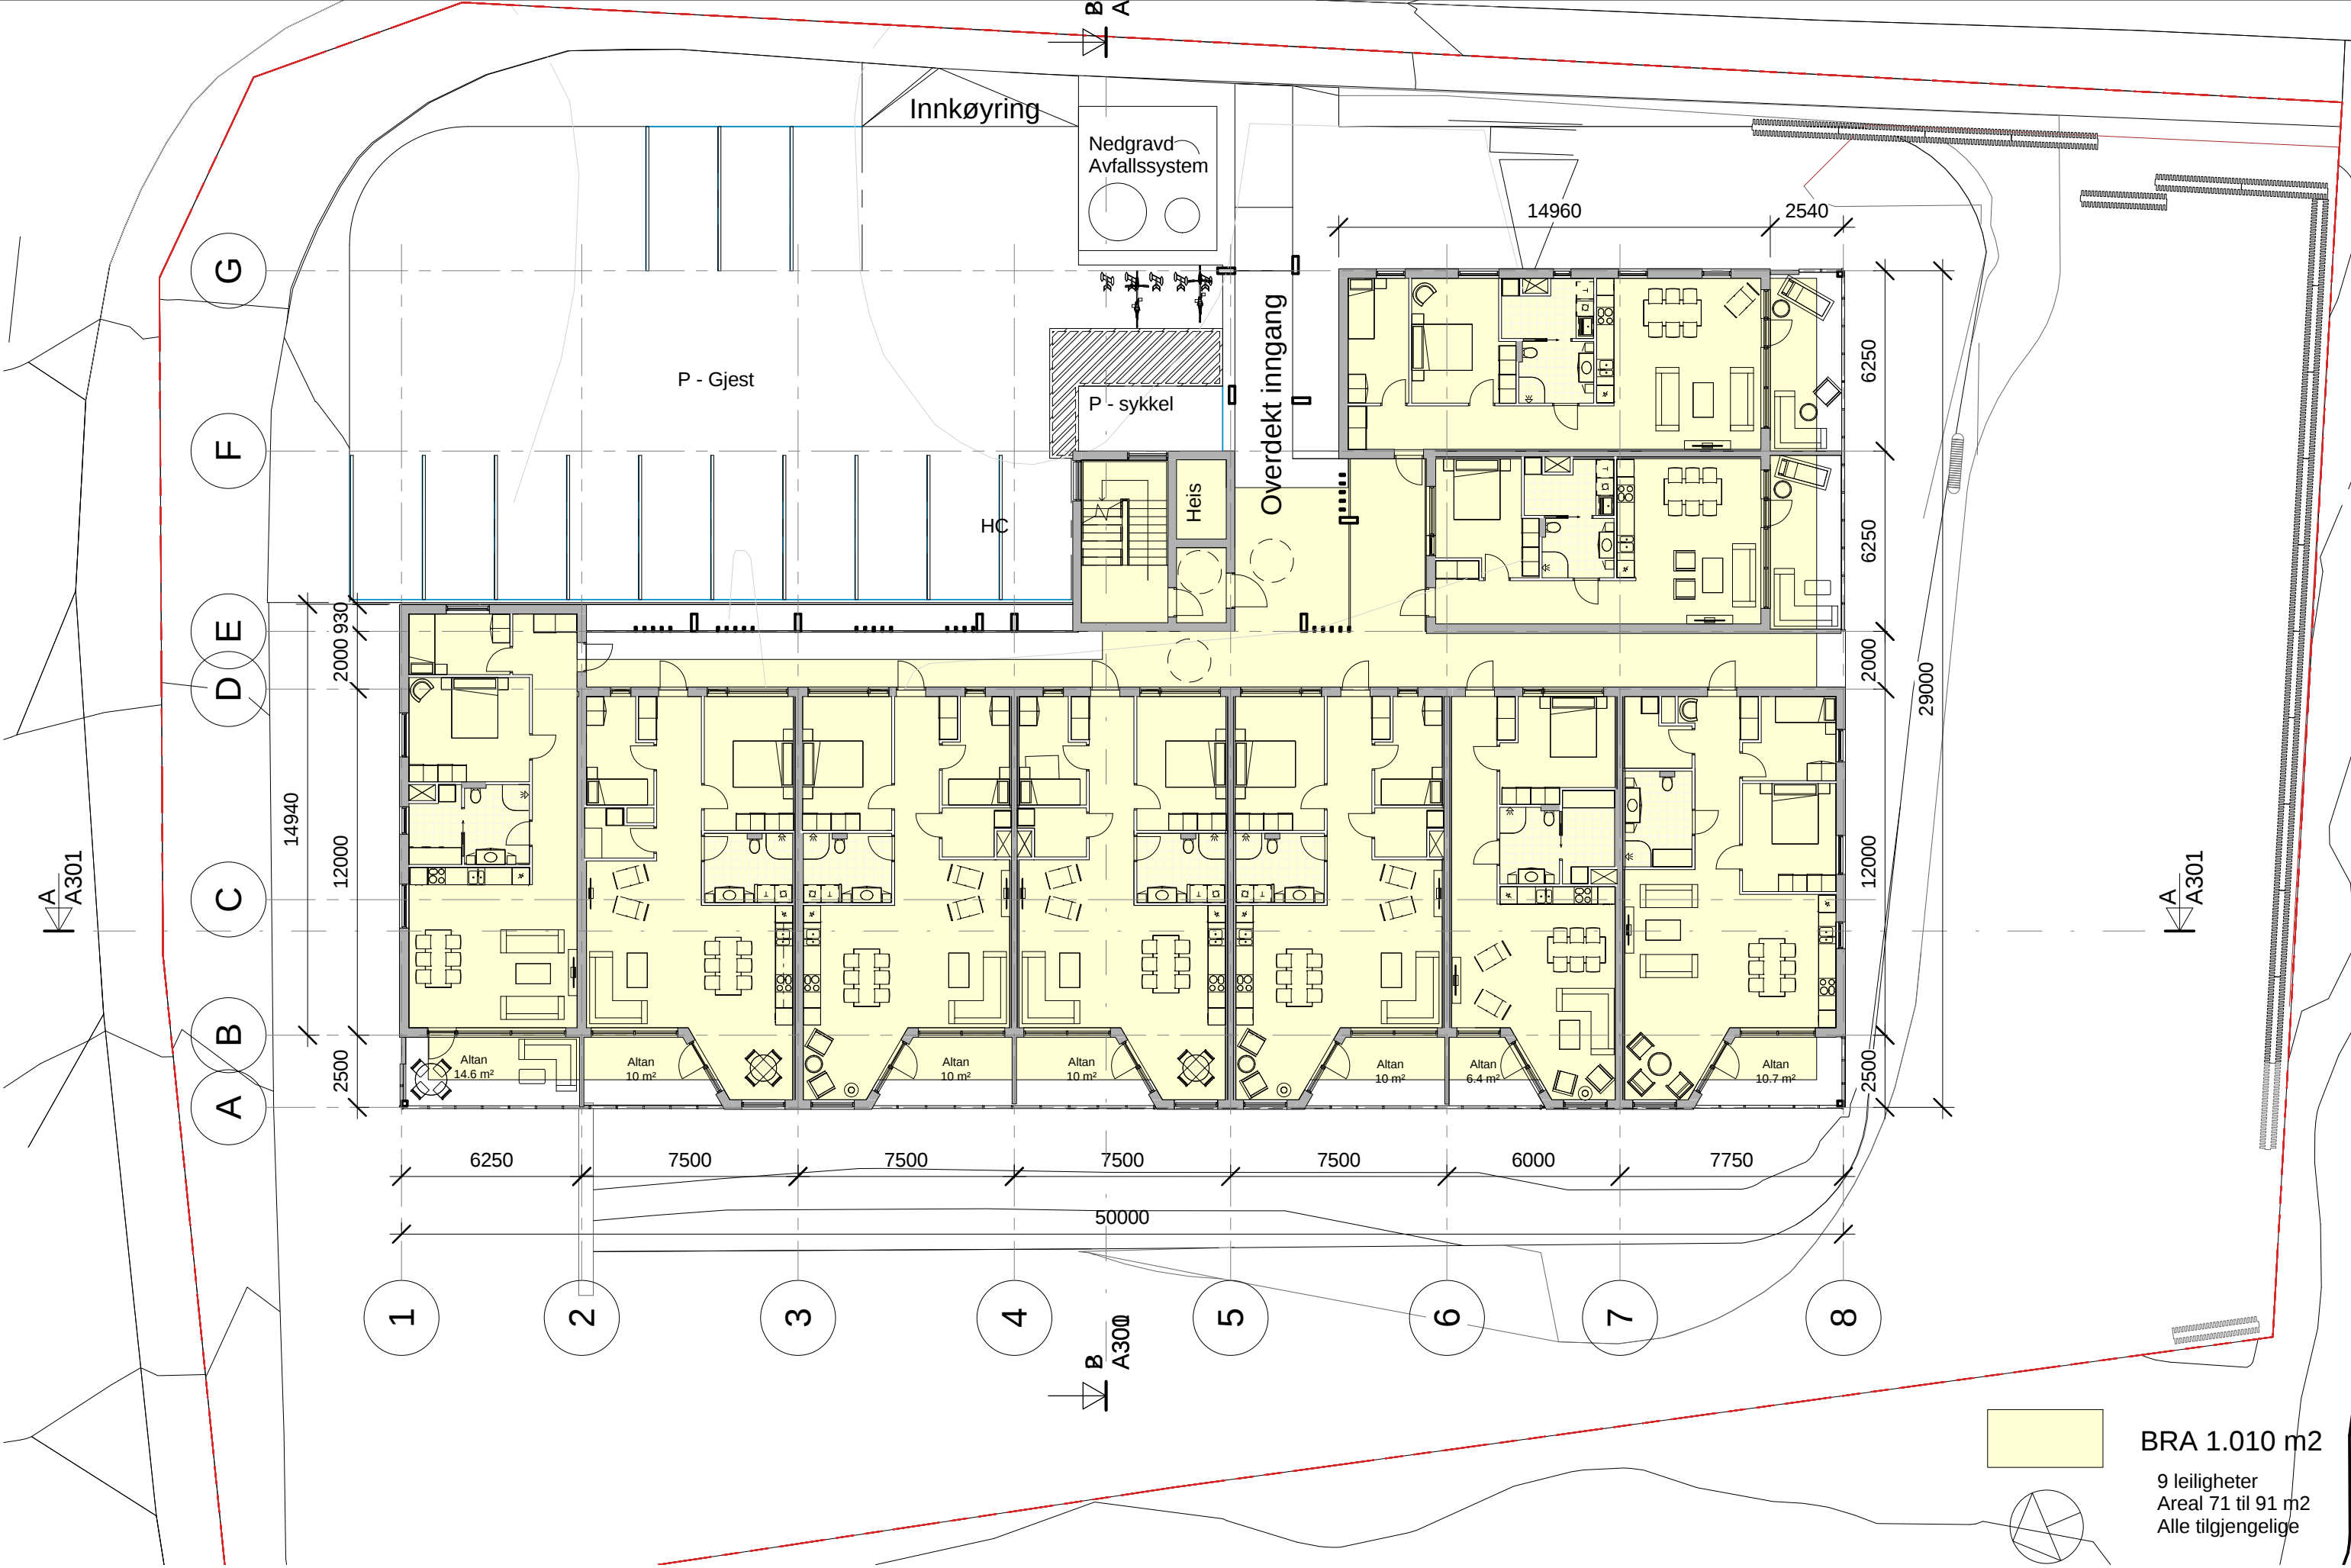 B
A
Innkøyring
Nedgravd
Avfallssystem
14960
2540
G
Overdekt inngang
6250
P - Gjest
P - sykkel
F
Heis
HC
6250
E
930
D
2000
2000
29000
14940
12000
12000
C
A
A301
A
A301
B
Altan
14.6 m²
Altan
10 m²
Altan
10 m²
Altan
10 m²
Altan
10 m²
Altan
6.4 m²
Altan
10.7 m²
2500
2500
A
6250
7500
7500
7500
7500
6000
7750
50000
1
2
3
4
5
6
7
8
B
BRA 1.010 m2
9 leiligheter
Areal 71 til 91 m2
Alle tilgjengelige